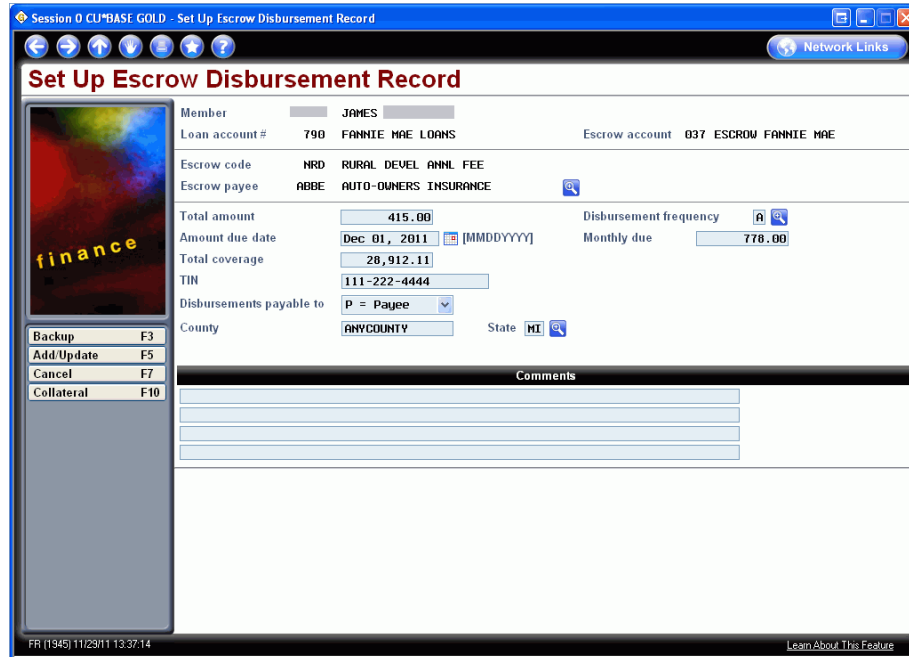 Session 0 CU*BASE GOLD - Set Up Escrow Disbursement Record
Network Links
Set Up Escrow Disbursement Record
finance
Member JAMES
Loan account # 790 FANNIE MAE LOANS Escrow account 037 ESCROW FANNIE MAE
Escrow code NRD RURAL DEVEL ANNL FEE
Escrow payee ABBE AUTO-OWNERS INSURANCE
Total amount 415.00 Disbursement frequency A
Amount due date Dec 01, 2011 [MMDDYYYY] Monthly due 778.00
Total coverage 28,912.11
TIN 111-222-4444
Disbursements payable to P = Payee
County ANYCOUNTY State MI
Backup F3
Add/Update F5
Cancel F7
Collateral F10
Comments
FR (1945) 11/29/11 13:37:14 Learn About This Feature